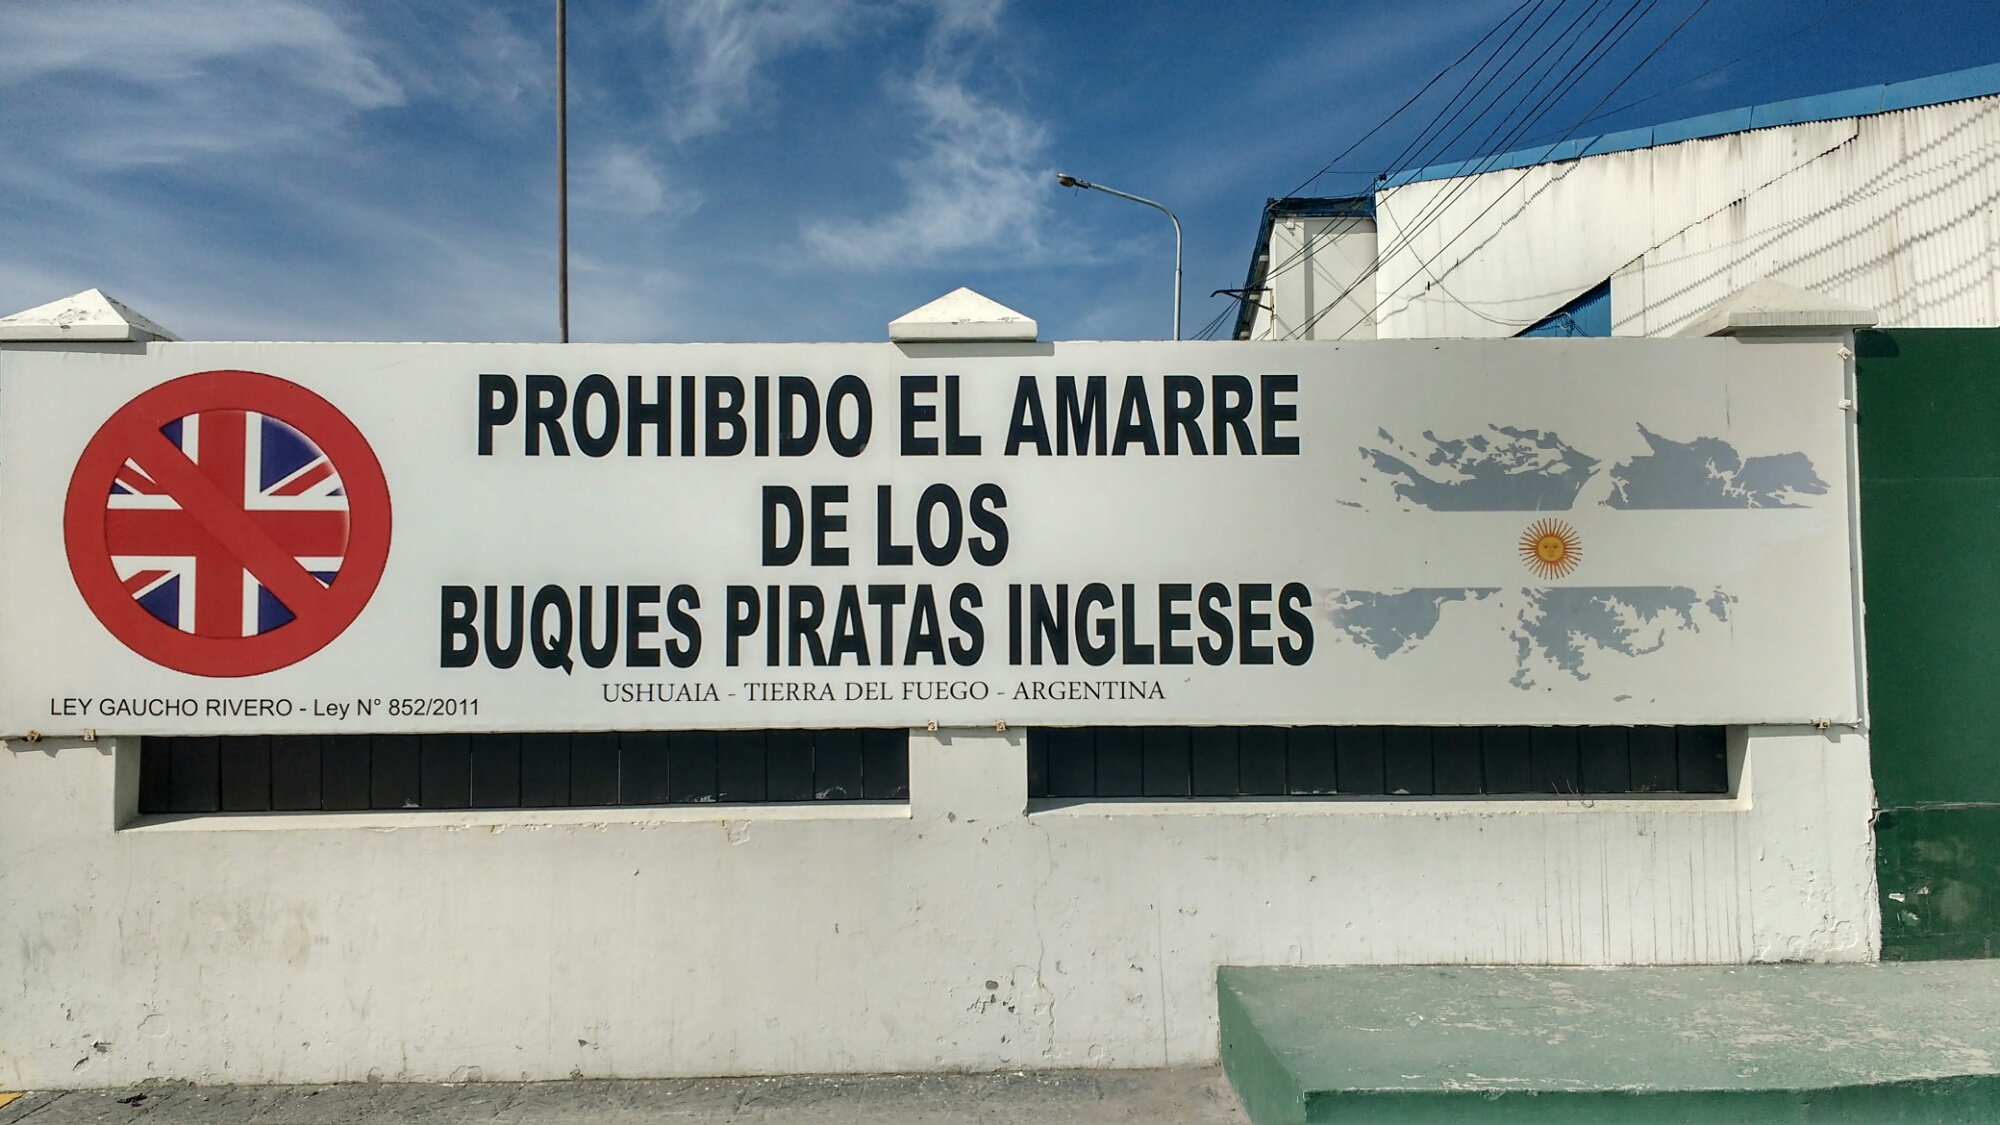 PROHIBIDO EL AMARRE
DE LOS
BUQUES PIRATAS INGLESES
USHUAIA - TIERRA DEL FUEGO - ARGENTINA
LEY GAUCHO RIVERO - Ley N° 852/2011